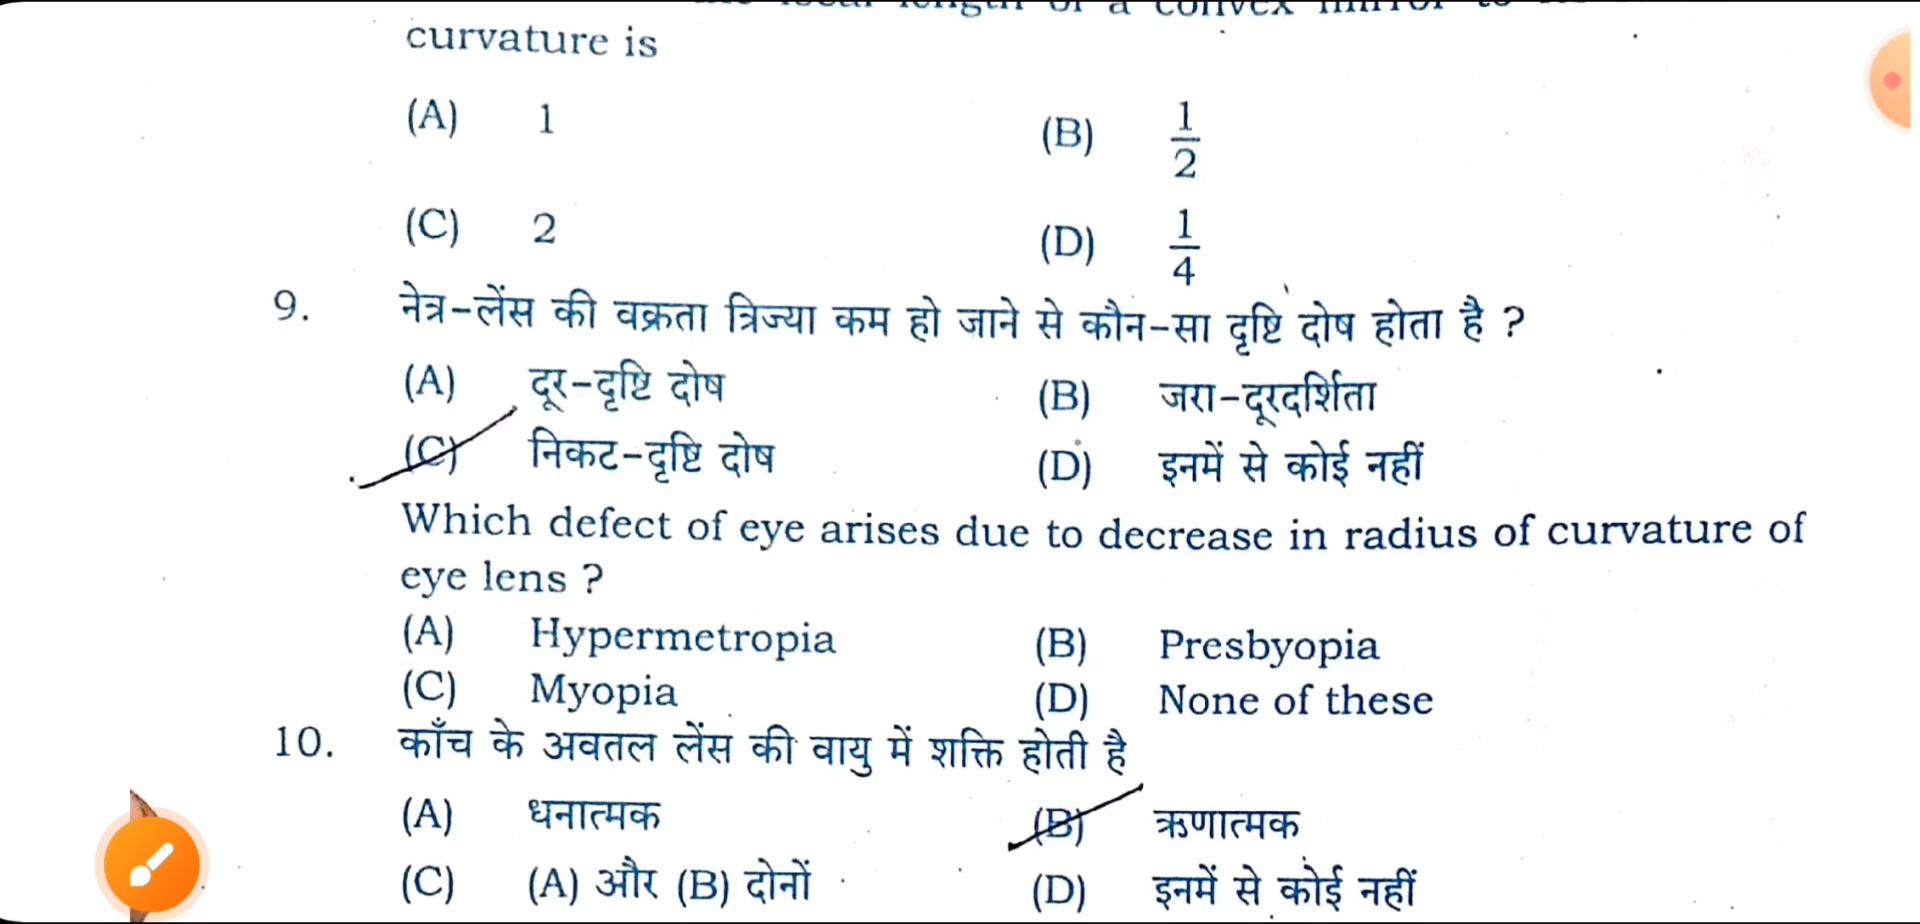 curvature is
(A) 1 (B) 1/2
(C) 2 (D) 1/4
9. नेत्र-लेंस की वक्रता त्रिज्या कम हो जाने से कौन-सा दृष्टि दोष होता है ?
(A) दूर-दृष्टि दोष (B) जरा-दूरदर्शिता
(C) निकट-दृष्टि दोष (D) इनमें से कोई नहीं
Which defect of eye arises due to decrease in radius of curvature of
eye lens ?
(A) Hypermetropia (B) Presbyopia
(C) Myopia (D) None of these
10. काँच के अवतल लेंस की वायु में शक्ति होती है
(A) धनात्मक (B) ऋणात्मक
(C) (A) और (B) दोनों (D) इनमें से कोई नहीं